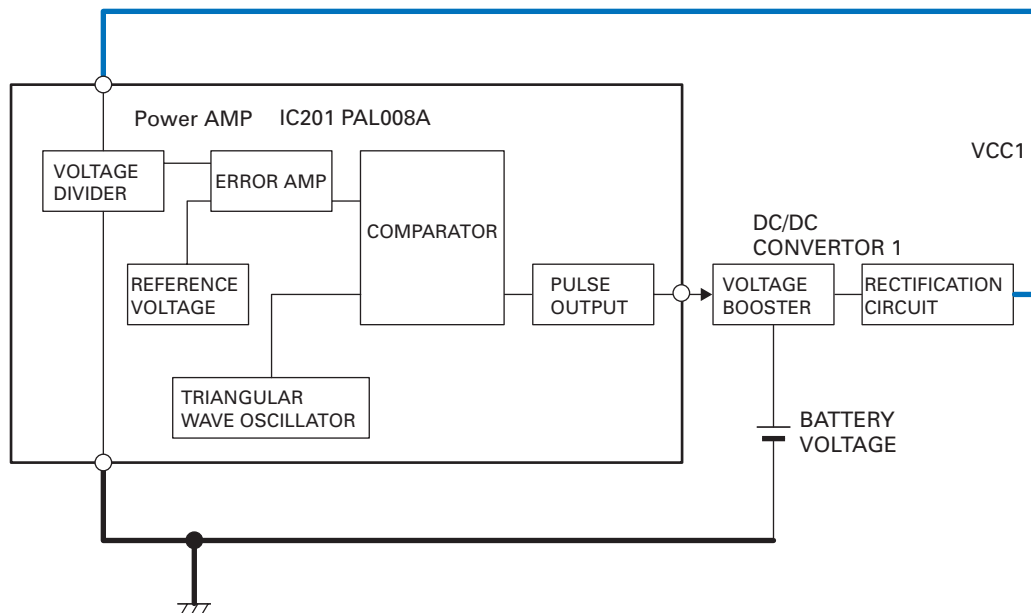 Power AMP IC201 PAL008A
VCC1
VOLTAGE
DIVIDER
ERROR AMP
COMPARATOR
DC/DC
CONVERTOR 1
REFERENCE
VOLTAGE
PULSE
OUTPUT
VOLTAGE
BOOSTER
RECTIFICATION
CIRCUIT
TRIANGULAR
WAVE OSCILLATOR
BATTERY
VOLTAGE